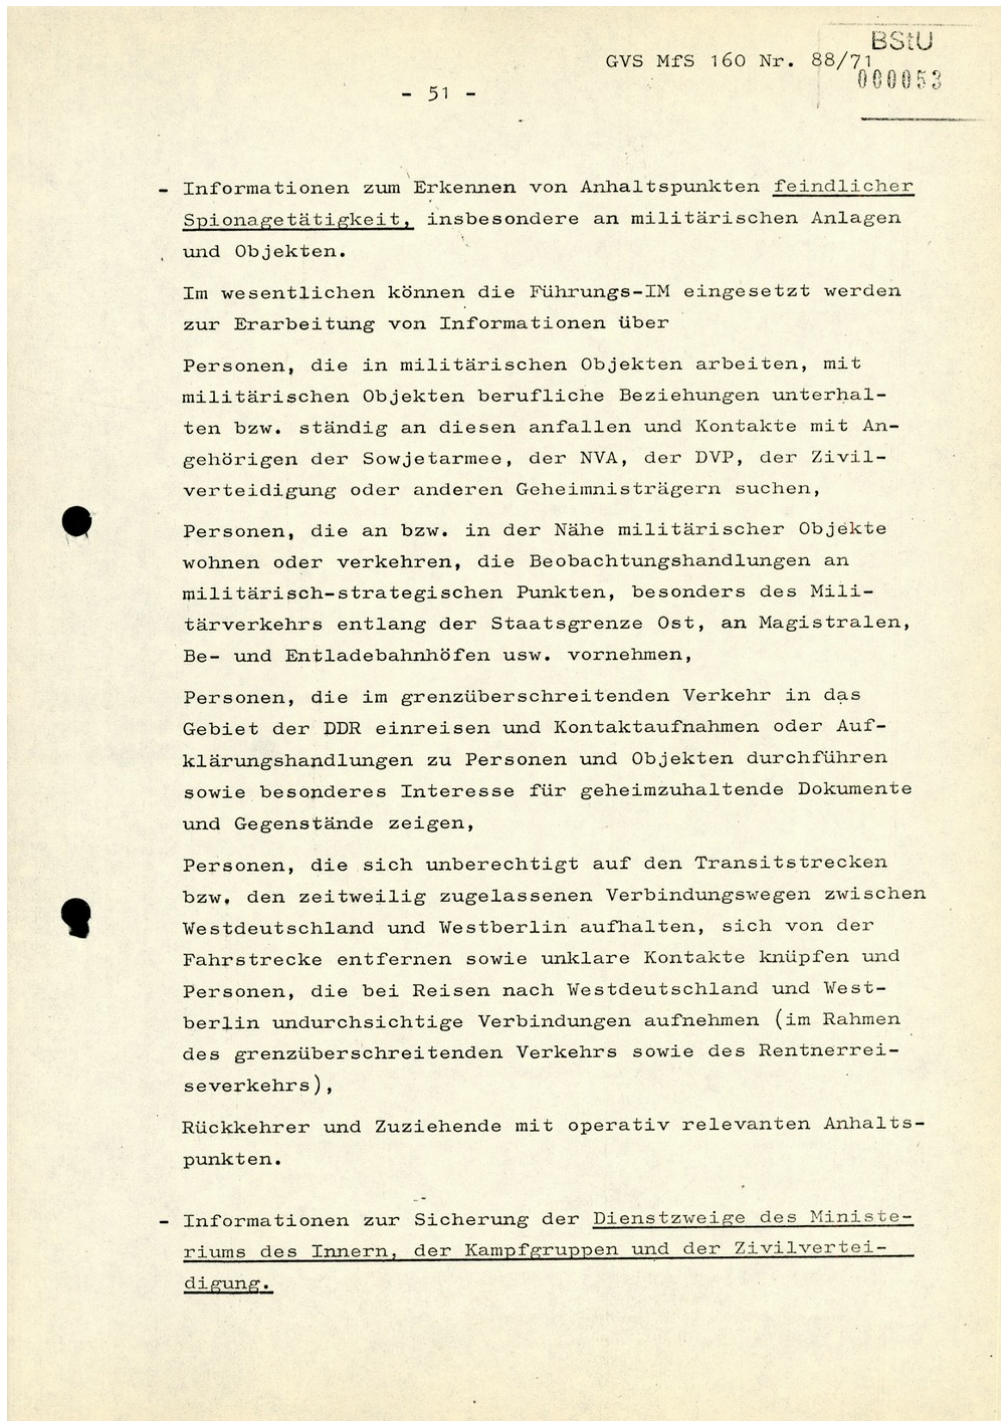 BStU
GVS MfS 160 Nr. 88/71
000053
- 51 -
- Informationen zum Erkennen von Anhaltspunkten feindlicher
Spionagetätigkeit, insbesondere an militärischen Anlagen
und Objekten.
Im wesentlichen können die Führungs-IM eingesetzt werden
zur Erarbeitung von Informationen über
Personen, die in militärischen Objekten arbeiten, mit
militärischen Objekten berufliche Beziehungen unterhal-
ten bzw. ständig an diesen anfallen und Kontakte mit An-
gehörigen der Sowjetarmee, der NVA, der DVP, der Zivil-
verteidigung oder anderen Geheimnisträgern suchen,
Personen, die an bzw. in der Nähe militärischer Objekte
wohnen oder verkehren, die Beobachtungshandlungen an
militärisch-strategischen Punkten, besonders des Mili-
tärverkehrs entlang der Staatsgrenze Ost, an Magistralen,
Be- und Entladebahnhöfen usw. vornehmen,
Personen, die im grenzüberschreitenden Verkehr in das
Gebiet der DDR einreisen und Kontaktaufnahmen oder Auf-
klärungshandlungen zu Personen und Objekten durchführen
sowie besonderes Interesse für geheimzuhaltende Dokumente
und Gegenstände zeigen,
Personen, die sich unberechtigt auf den Transitstrecken
bzw. den zeitweilig zugelassenen Verbindungswegen zwischen
Westdeutschland und Westberlin aufhalten, sich von der
Fahrstrecke entfernen sowie unklare Kontakte knüpfen und
Personen, die bei Reisen nach Westdeutschland und West-
berlin undurchsichtige Verbindungen aufnehmen (im Rahmen
des grenzüberschreitenden Verkehrs sowie des Rentnerrei-
severkehrs),
Rückkehrer und Zuziehende mit operativ relevanten Anhalts-
punkten.
- Informationen zur Sicherung der Dienstzweige des Ministe-
riums des Innern, der Kampfgruppen und der Zivilvertei-
digung.